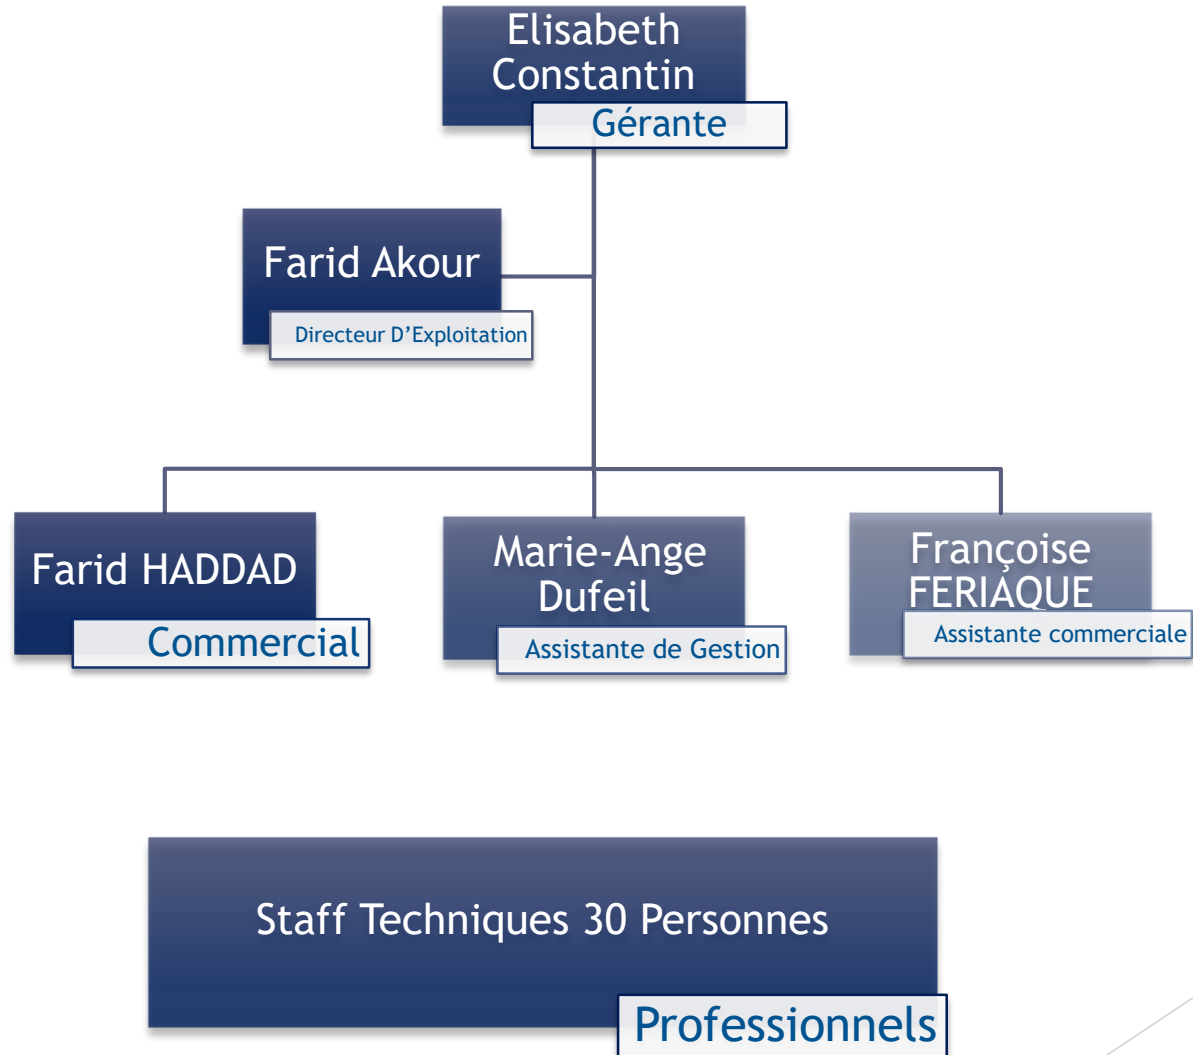 Elisabeth
Constantin
Gérante
Farid Akour
Directeur D’Exploitation
Farid HADDAD
Commercial
Marie-Ange
Dufeil
Assistante de Gestion
Françoise
FERIAQUE
Assistante commerciale
Staff Techniques 30 Personnes
Professionnels